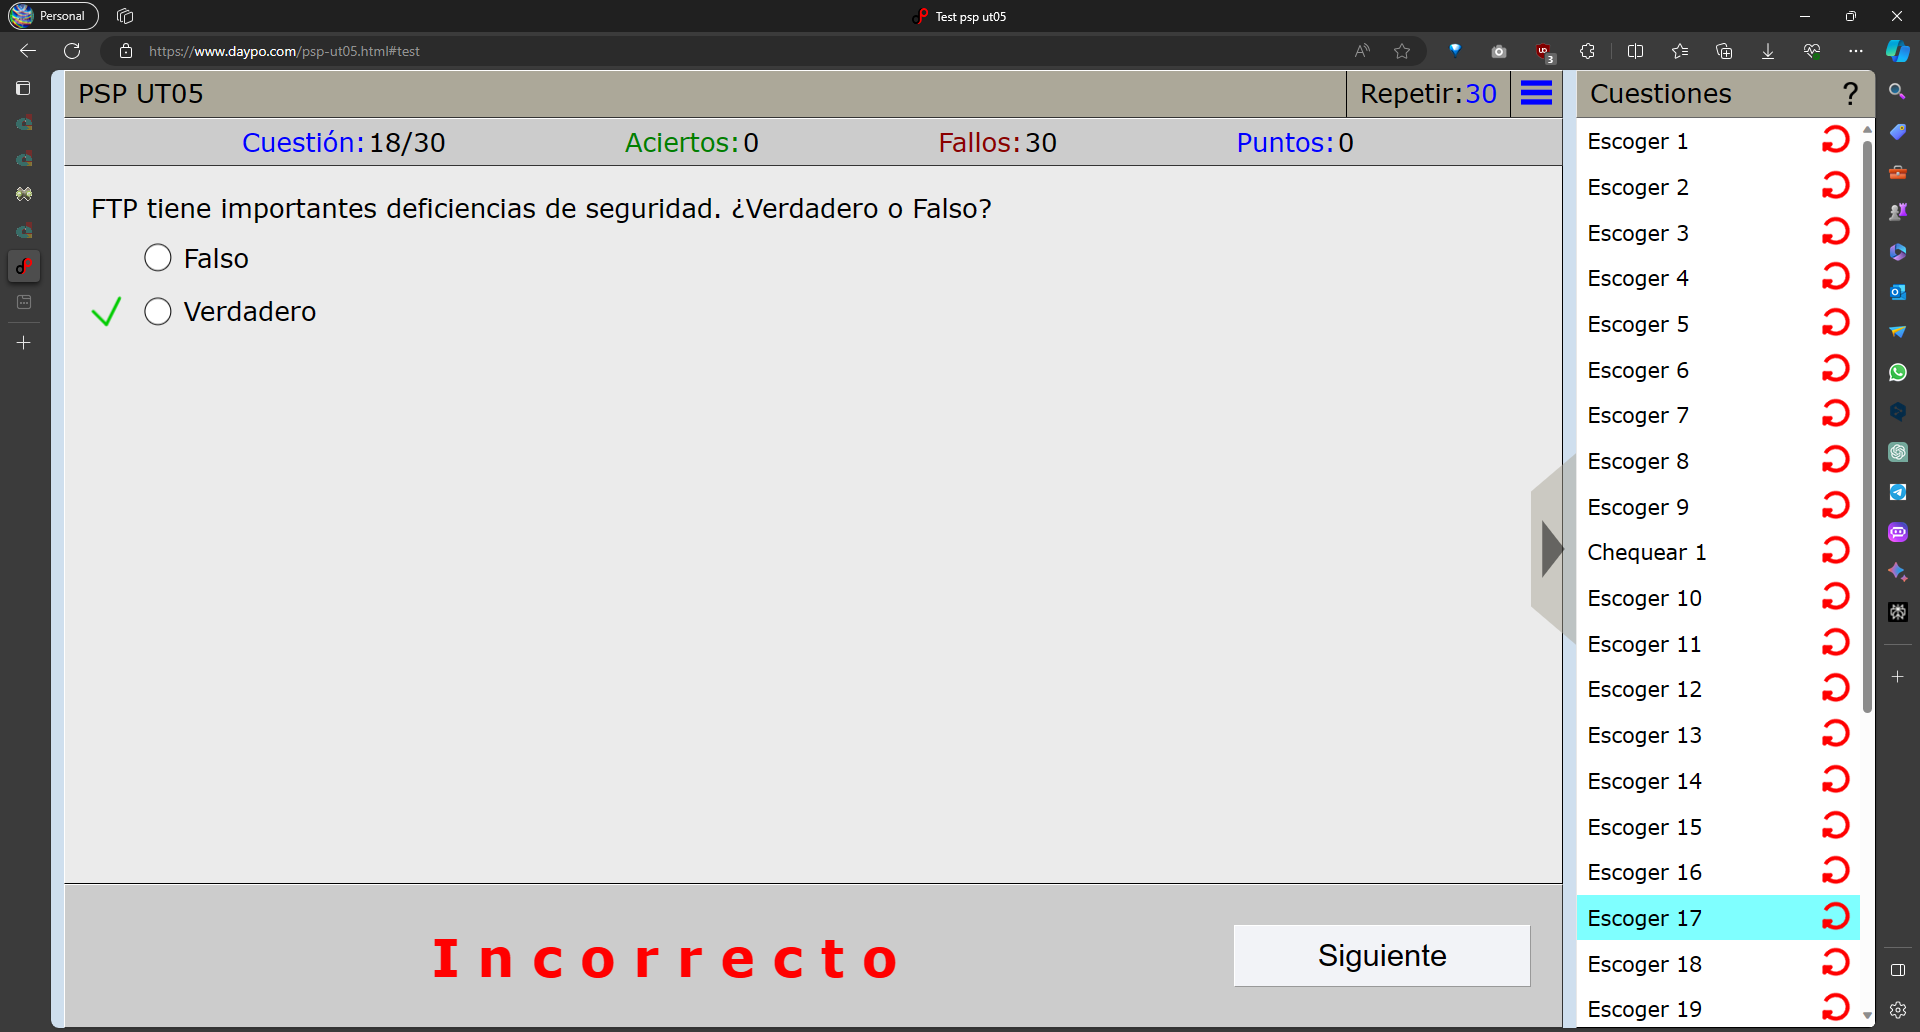 Personal
Test psp ut05
https://www.daypo.com/psp-ut05.html#test
3
PSP UT05
Repetir:30
Cuestión:18/30
Aciertos:0
Fallos:30
Puntos:0
FTP tiene importantes deficiencias de seguridad. ¿Verdadero o Falso?
Falso
Verdadero
Incorrecto
Siguiente
Cuestiones
?
Escoger 1
Escoger 2
Escoger 3
Escoger 4
Escoger 5
Escoger 6
Escoger 7
Escoger 8
Escoger 9
Chequear 1
Escoger 10
Escoger 11
Escoger 12
Escoger 13
Escoger 14
Escoger 15
Escoger 16
Escoger 17
Escoger 18
Escoger 19